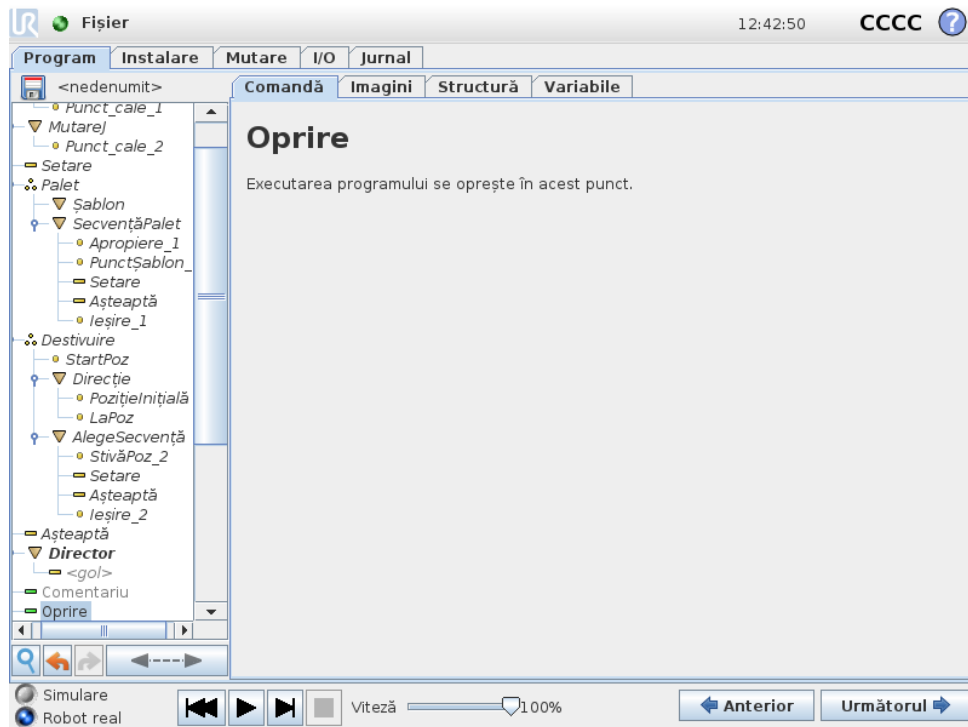 UR Fișier 12:42:50 CCCC ?
Program Instalare Mutare I/O Jurnal
<nedenumit> Comandă Imagini Structură Variabile
Punct_cale_1
MutareJ
Punct_cale_2
Setare
Palet
Șablon
SecvențăPalet
Apropiere_1
PunctȘablon_
Setare
Așteaptă
Ieșire_1
Destivuire
StartPoz
Direcție
PozițieInițială
LaPoz
AlegeSecvență
StivăPoz_2
Setare
Așteaptă
Ieșire_2
Așteaptă
Director
<gol>
Comentariu
Oprire
Oprire
Executarea programului se oprește în acest punct.
Simulare
Robot real
Viteză 100%
Anterior Următorul